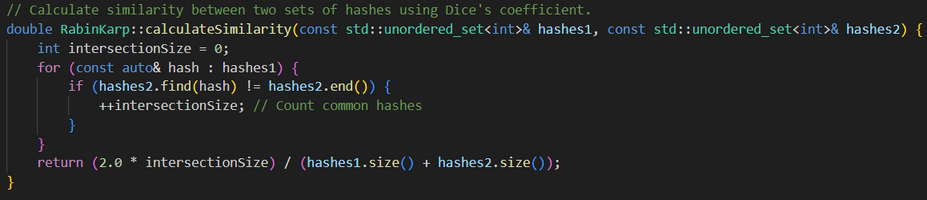 // Calculate similarity between two sets of hashes using Dice's coefficient.
double RabinKarp::calculateSimilarity(const std::unordered_set<int>& hashes1, const std::unordered_set<int>& hashes2) {
    int intersectionSize = 0;
    for (const auto& hash : hashes1) {
        if (hashes2.find(hash) != hashes2.end()) {
            ++intersectionSize; // Count common hashes
        }
    }
    return (2.0 * intersectionSize) / (hashes1.size() + hashes2.size());
}